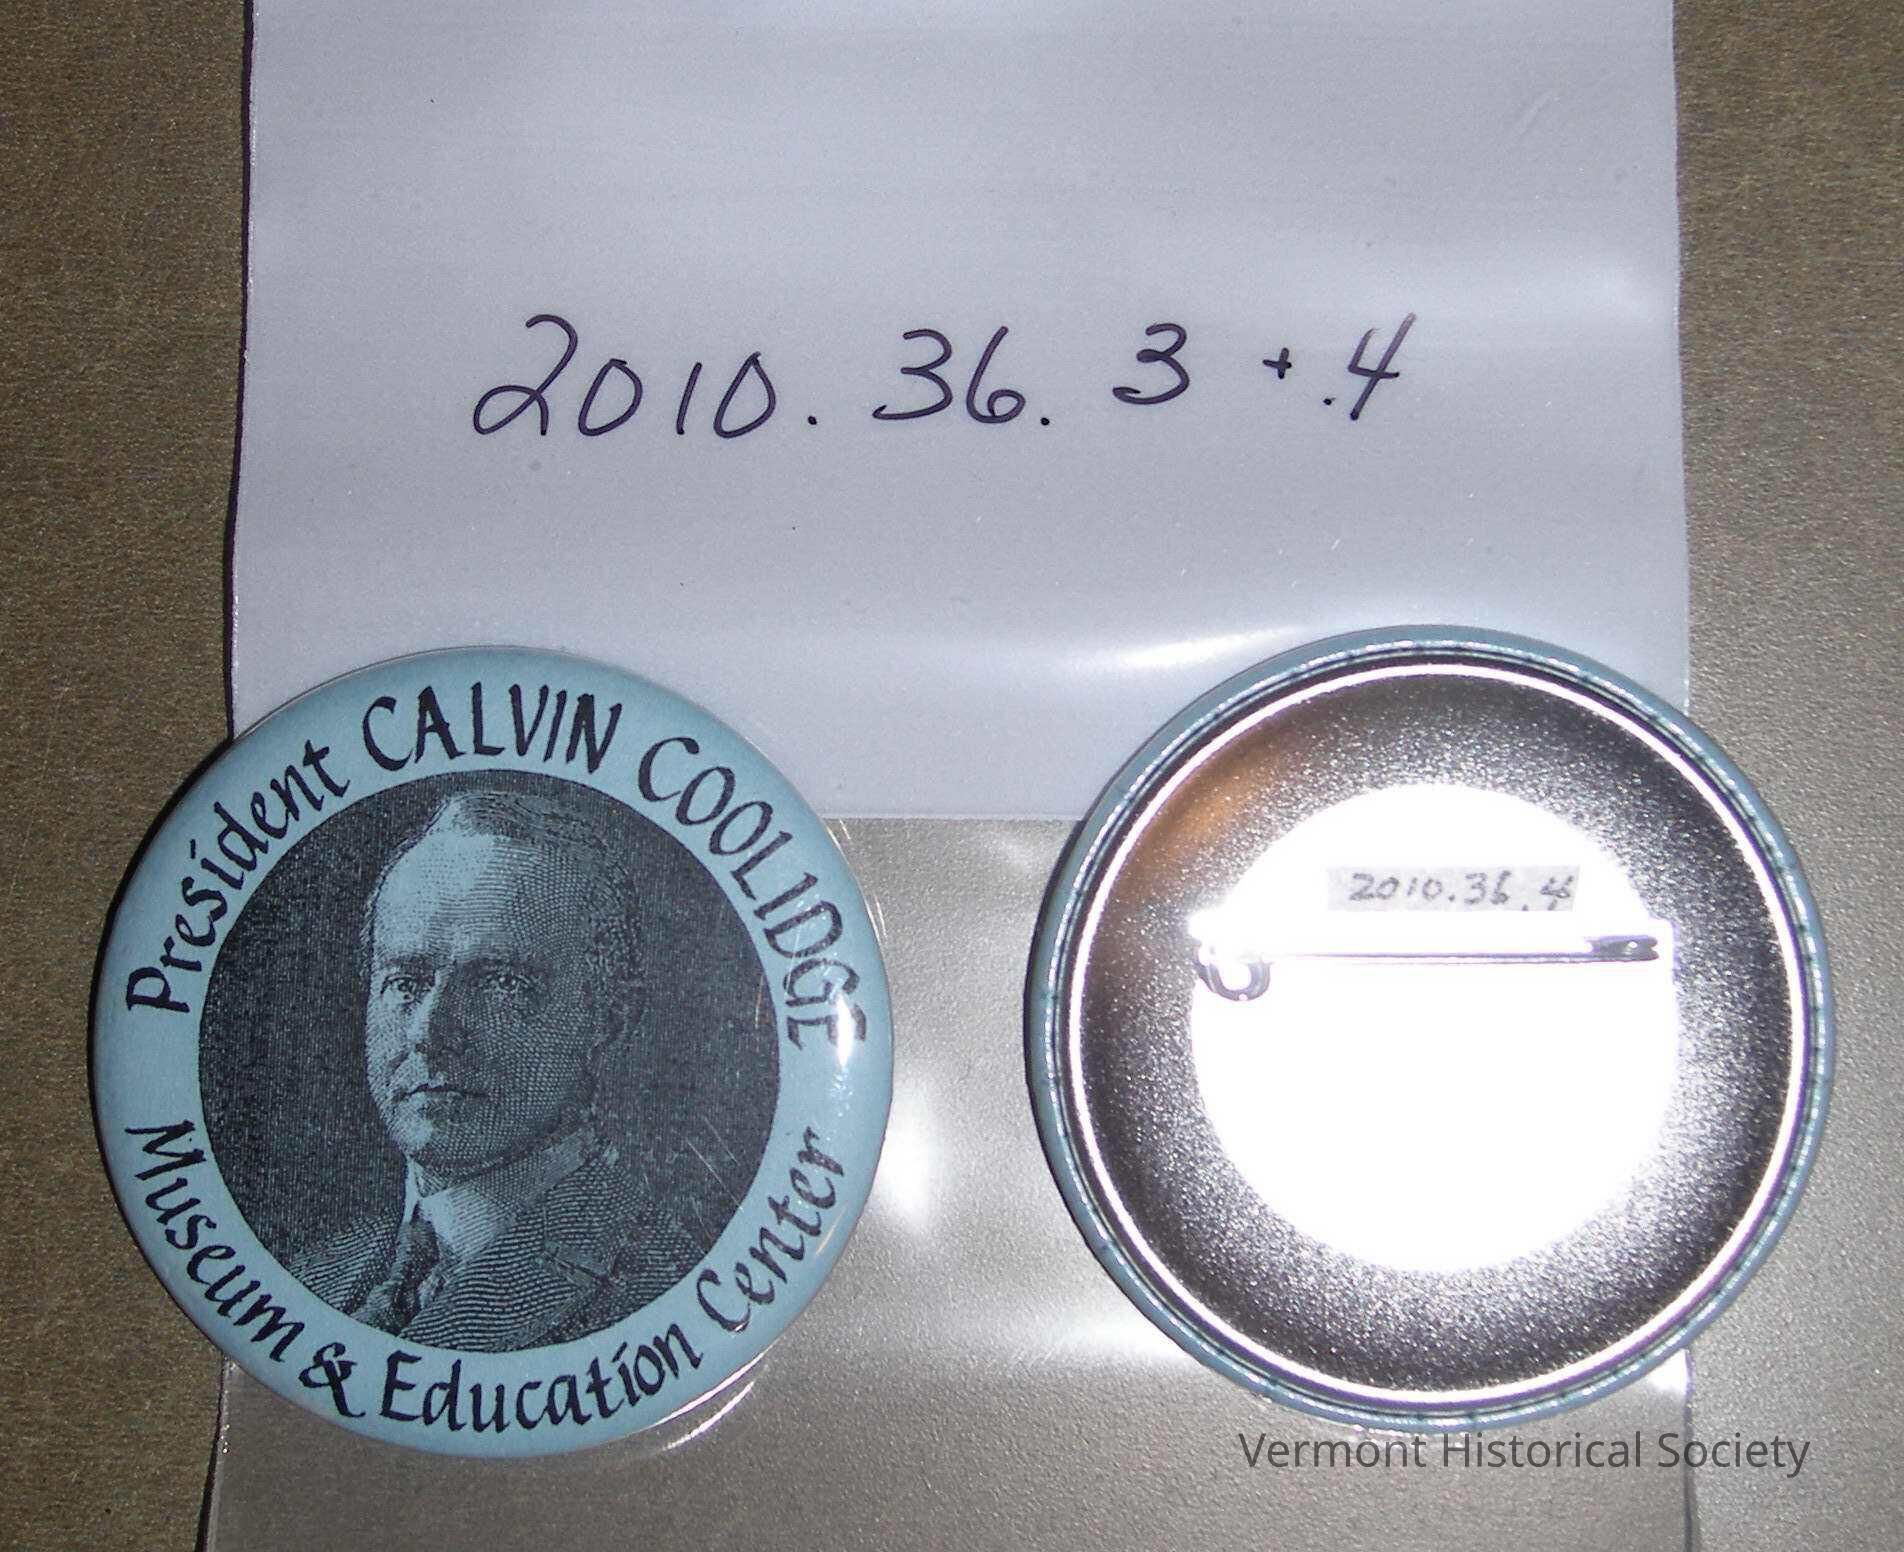 2010. 36. 3 + .4
President CALVIN COOLIDGE
Museum & Education Center
2010.36.4
Vermont Historical Society